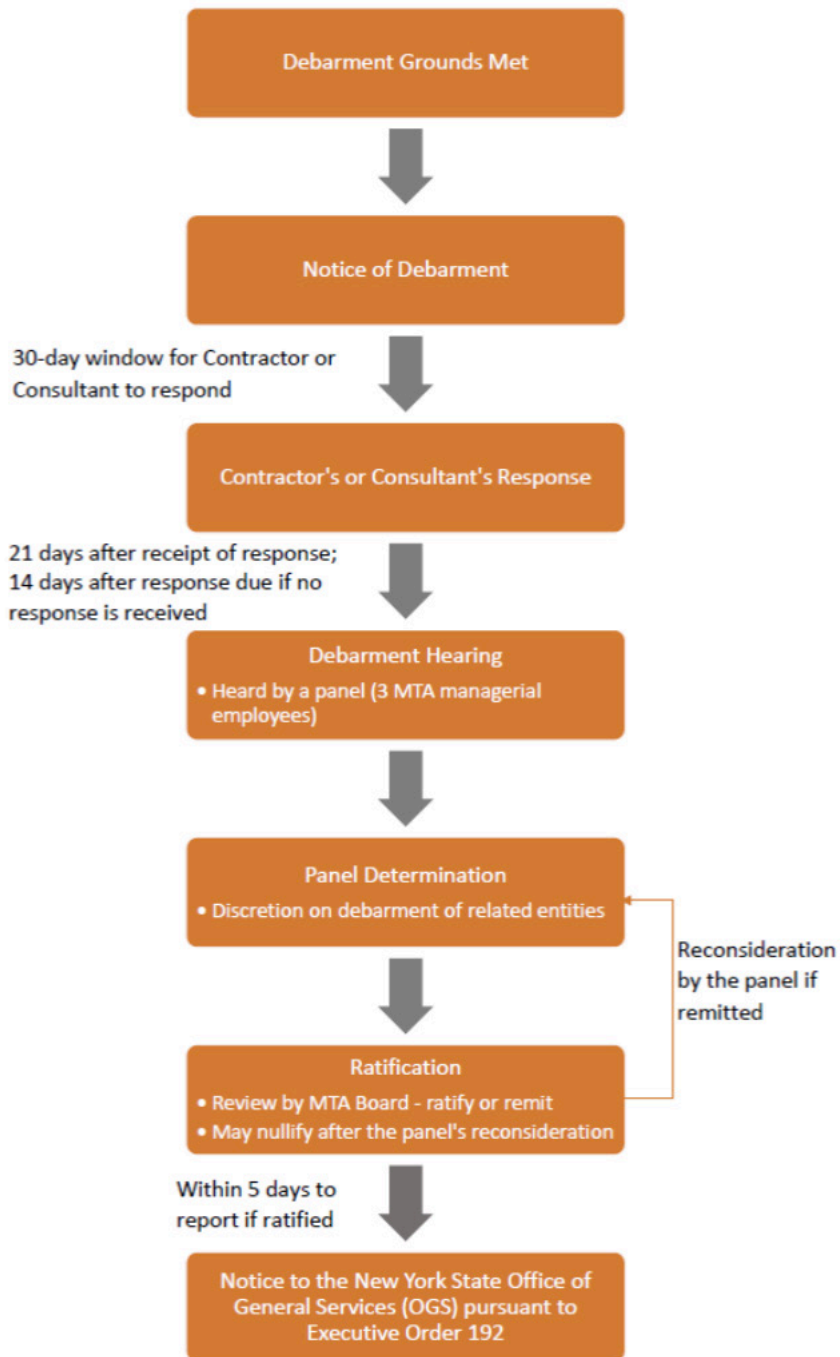 Debarment Grounds Met
Notice of Debarment
30-day window for Contractor or
Consultant to respond
Contractor's or Consultant's Response
21 days after receipt of response;
14 days after response due if no
response is received
Debarment Hearing
• Heard by a panel (3 MTA managerial
employees)
Panel Determination
• Discretion on debarment of related entities
Reconsideration
by the panel if
remitted
Ratification
• Review by MTA Board - ratify or remit
• May nullify after the panel's reconsideration
Within 5 days to
report if ratified
Notice to the New York State Office of
General Services (OGS) pursuant to
Executive Order 192